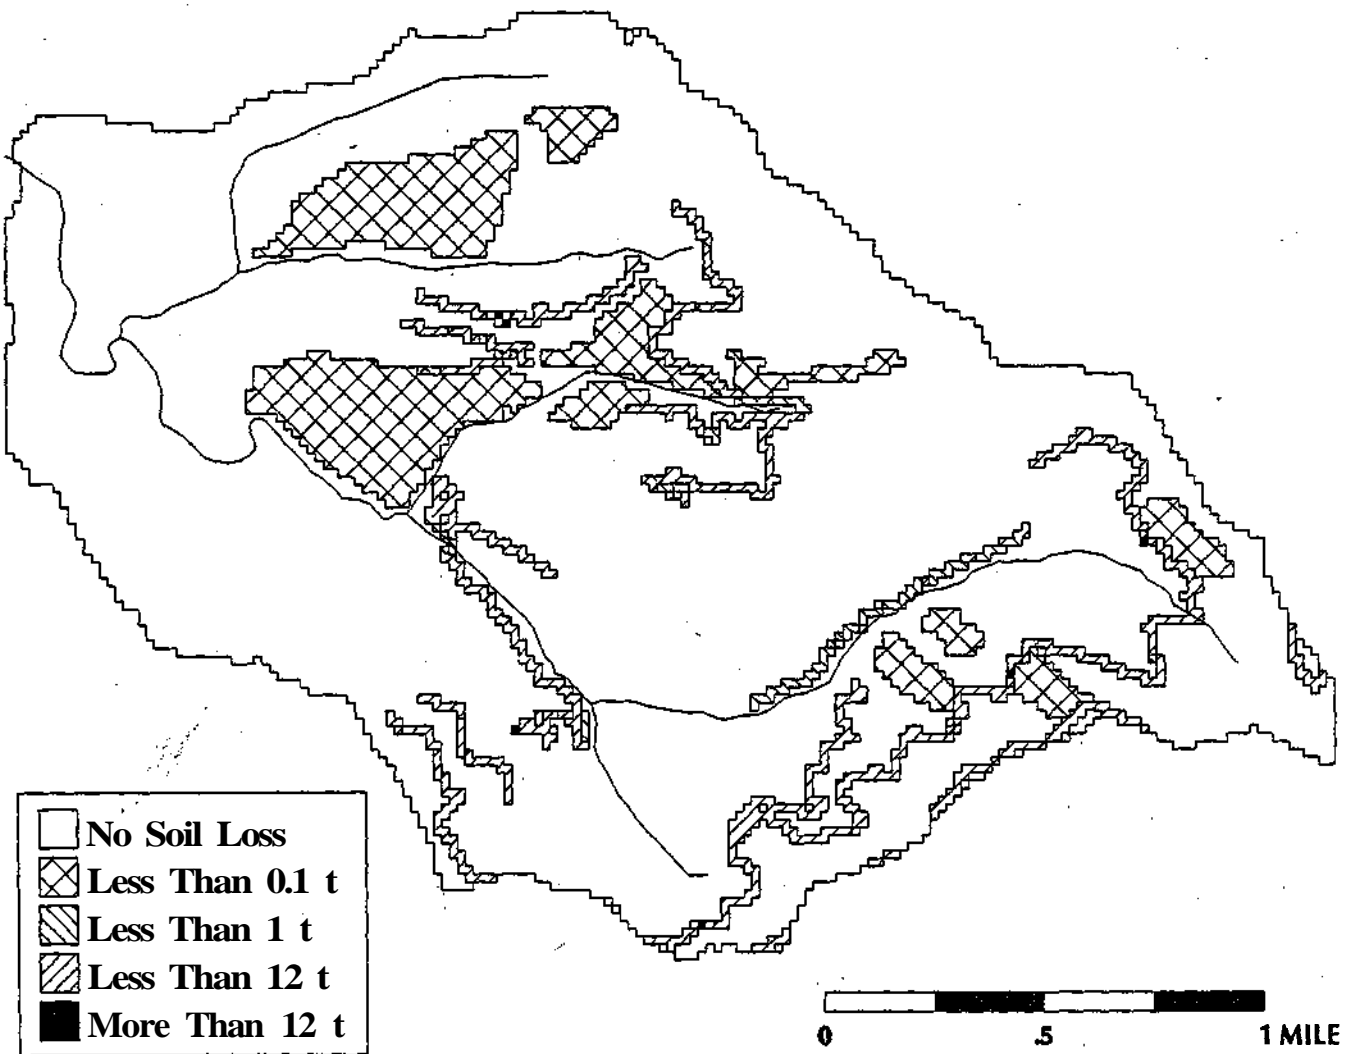 No Soil Loss
Less Than 0.1 t
Less Than 1 t
Less Than 12 t
More Than 12 t
0 .5 1 MILE